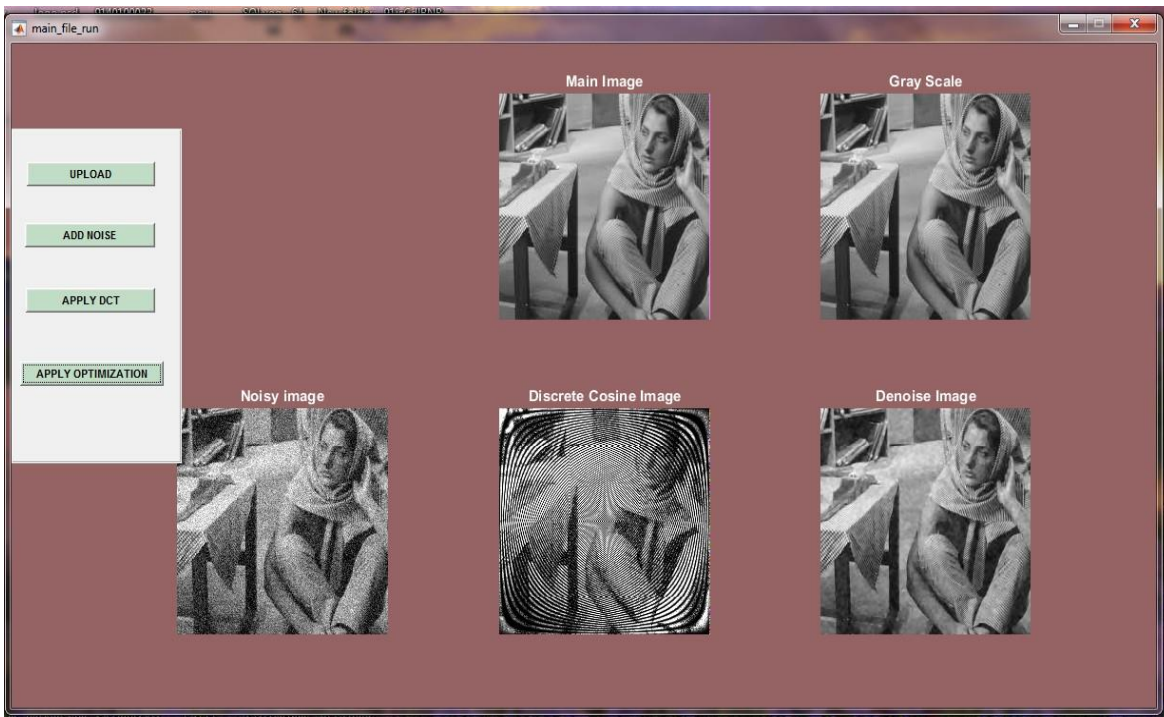 main_file_run
Main Image
Gray Scale
UPLOAD
ADD NOISE
APPLY DCT
APPLY OPTIMIZATION
Noisy image
Discrete Cosine Image
Denoise Image